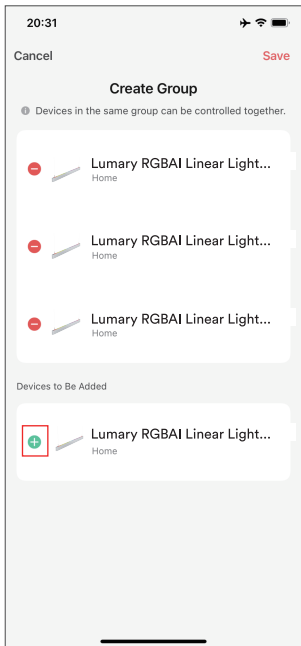 20:31
Cancel
Save
Create Group
Devices in the same group can be controlled together.
Lumary RGBAI Linear Light...
Home
Lumary RGBAI Linear Light...
Home
Lumary RGBAI Linear Light...
Home
Devices to Be Added
Lumary RGBAI Linear Light...
Home